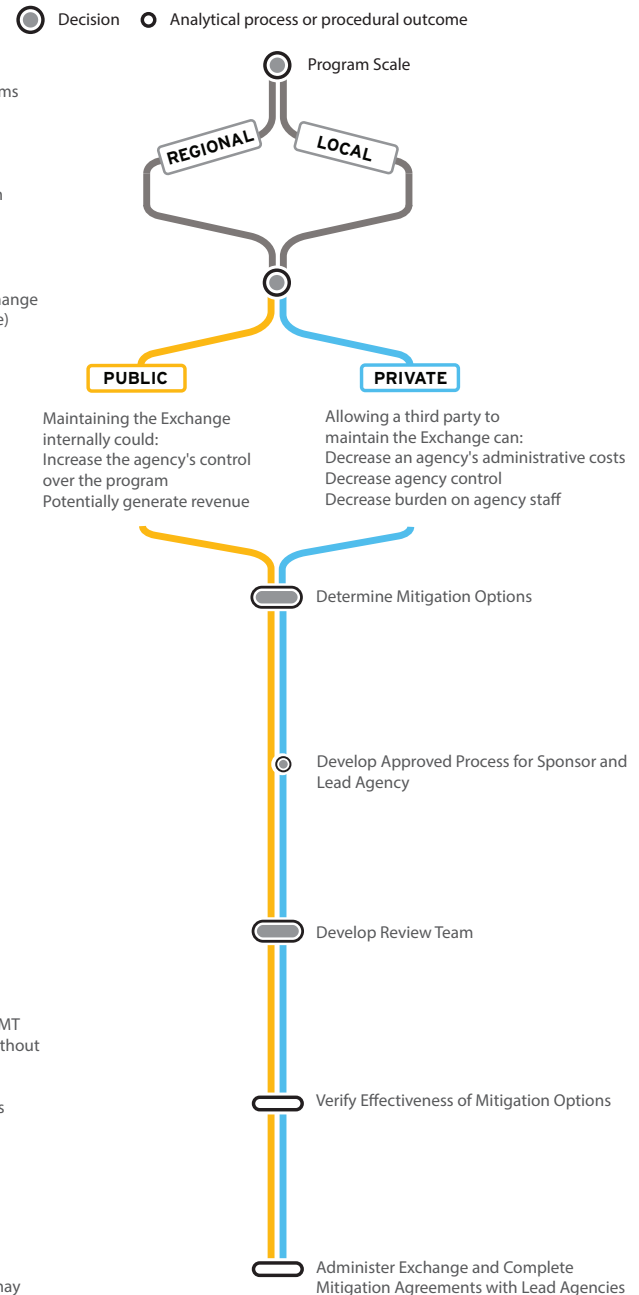 Decision
Analytical process or procedural outcome
Program Scale
REGIONAL
LOCAL
PUBLIC
Maintaining the Exchange
internally could:
Increase the agency's control
over the program
Potentially generate revenue
PRIVATE
Allowing a third party to
maintain the Exchange can:
Decrease an agency's administrative costs
Decrease agency control
Decrease burden on agency staff
Determine Mitigation Options
Develop Approved Process for Sponsor and
Lead Agency
Develop Review Team
Verify Effectiveness of Mitigation Options
Administer Exchange and Complete
Mitigation Agreements with Lead Agencies